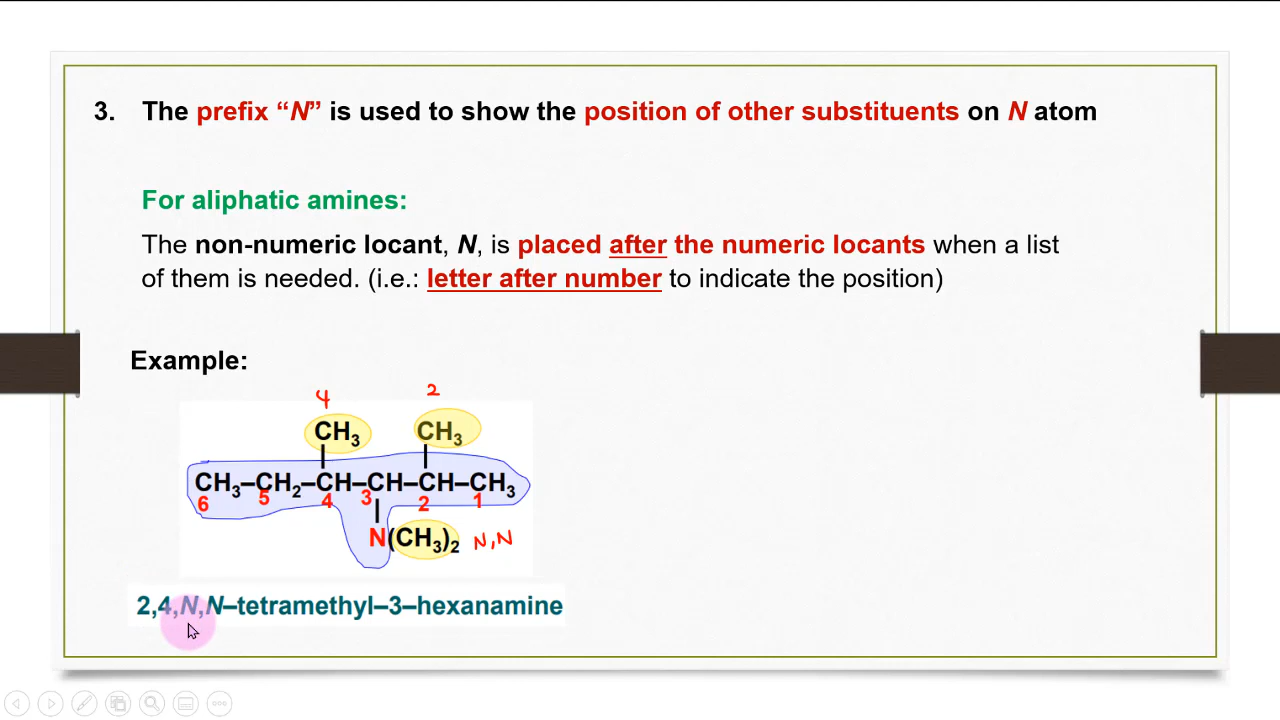 3. The prefix “N” is used to show the position of other substituents on N atom
For aliphatic amines:
The non-numeric locant, N, is placed after the numeric locants when a list
of them is needed. (i.e.: letter after number to indicate the position)
Example:
4 2
CH₃ CH₃
CH₃–CH₂–CH–CH–CH–CH₃
6 5 4 3 2 1
N(CH₃)₂ N,N
2,4,N,N–tetramethyl–3–hexanamine